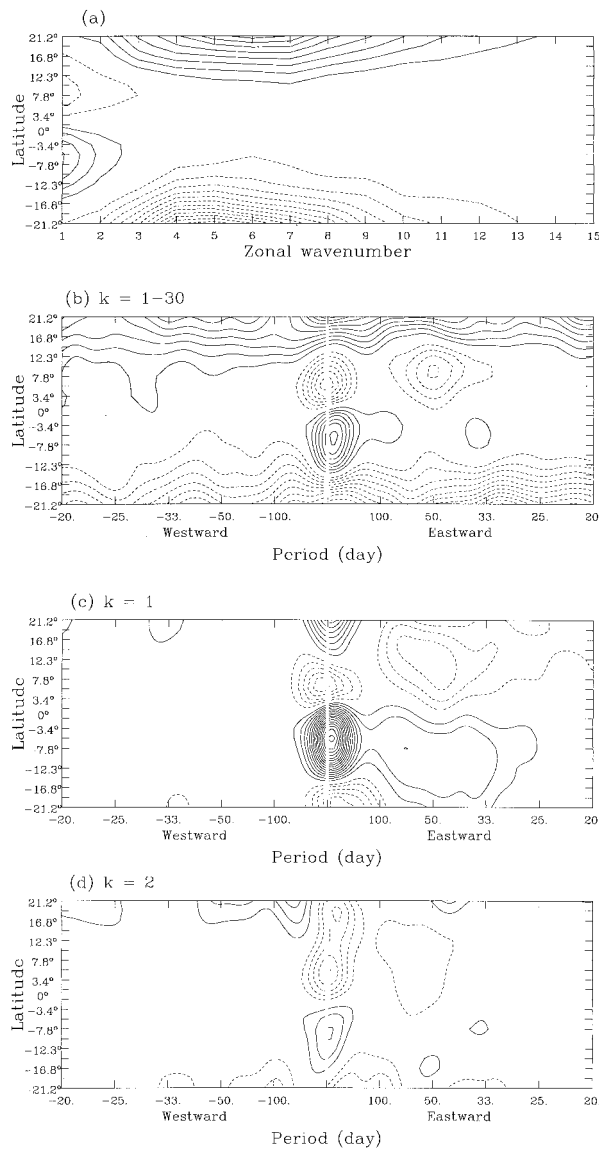 (a)
21.2°
16.8°
12.3°
7.8°
3.4°
0°
-3.4°
-7.8°
-12.3°
-16.8°
-21.2°
Latitude
1 2 3 4 5 6 7 8 9 10 11 12 13 14 15
Zonal wavenumber
(b) k = 1-30
21.2°
16.8°
12.3°
7.8°
3.4°
0°
-3.4°
-7.8°
-12.3°
-16.8°
-21.2°
Latitude
-20. -25. -33. -50. -100. 100. 50. 33. 25. 20
Westward Eastward
Period (day)
(c) k = 1
21.2°
16.8°
12.3°
7.8°
3.4°
0°
-3.4°
-7.8°
-12.3°
-16.8°
-21.2°
Latitude
-20. -25. -33. -50. -100. 100. 50. 33. 25. 20
Westward Eastward
Period (day)
(d) k = 2
21.2°
16.8°
12.3°
7.8°
3.4°
0°
-3.4°
-7.8°
-12.3°
-16.8°
-21.2°
Latitude
-20. -25. -33. -50. -100. 100. 50. 33. 25. 20
Westward Eastward
Period (day)